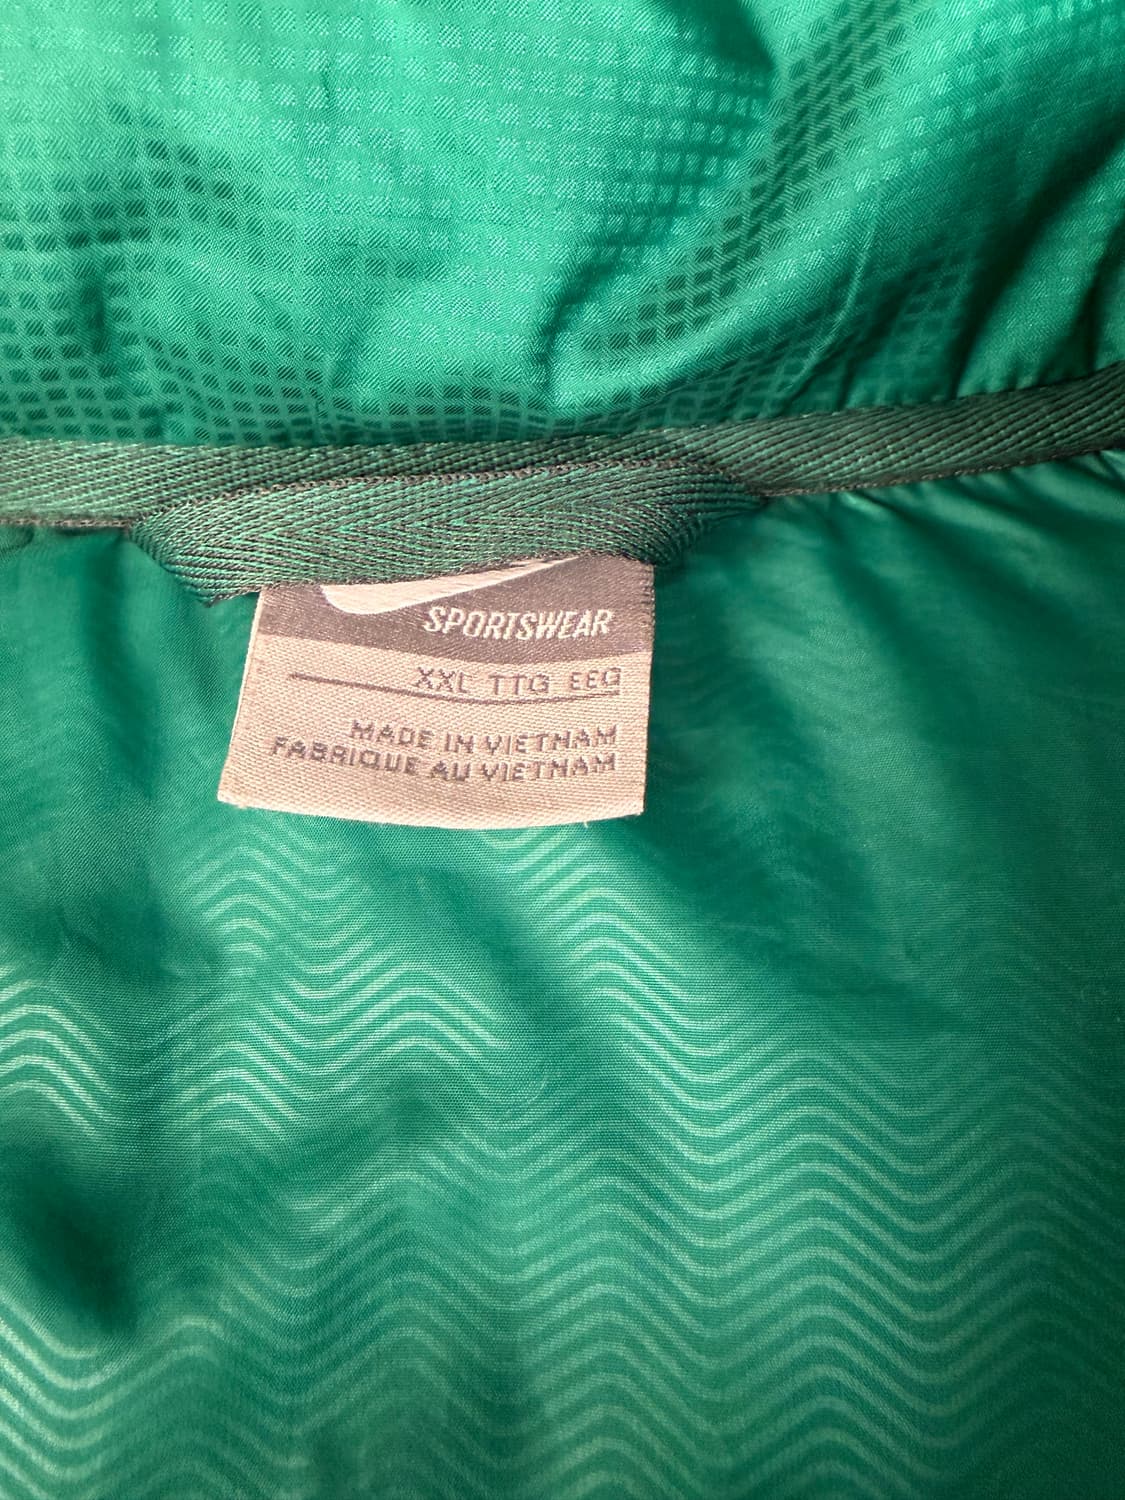 SPORTSWEAR
XXL TTG EEG
MADE IN VIETNAM
FABRIQUE AU VIETNAM